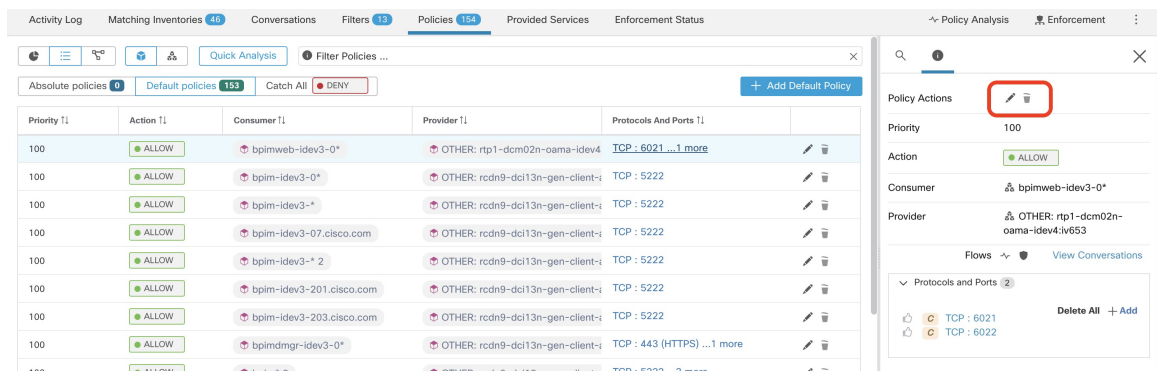 Activity Log Matching Inventories 46 Conversations Filters 13 Policies 154 Provided Services Enforcement Status Policy Analysis Enforcement
Quick Analysis Filter Policies ...
Absolute policies 0 Default policies 153 Catch All DENY + Add Default Policy
Priority Action Consumer Provider Protocols And Ports
100 ALLOW bpimweb-idev3-0* OTHER: rtp1-dcm02n-oama-idev4 TCP : 6021 ...1 more
100 ALLOW bpim-idev3-0* OTHER: rcdn9-dci13n-gen-client-a TCP : 5222
100 ALLOW bpim-idev3-* OTHER: rcdn9-dci13n-gen-client-a TCP : 5222
100 ALLOW bpim-idev3-07.cisco.com OTHER: rcdn9-dci13n-gen-client-a TCP : 5222
100 ALLOW bpim-idev3-* 2 OTHER: rcdn9-dci13n-gen-client-a TCP : 5222
100 ALLOW bpim-idev3-201.cisco.com OTHER: rcdn9-dci13n-gen-client-a TCP : 5222
100 ALLOW bpim-idev3-203.cisco.com OTHER: rcdn9-dci13n-gen-client-a TCP : 5222
100 ALLOW bpimdmgr-idev3-0* OTHER: rcdn9-dci13n-gen-client-a TCP : 443 (HTTPS) ...1 more
Policy Actions
Priority 100
Action ALLOW
Consumer bpimweb-idev3-0*
Provider OTHER: rtp1-dcm02n-
oama-idev4:iv653
Flows View Conversations
Protocols and Ports 2
Delete All + Add
C TCP : 6021
C TCP : 6022